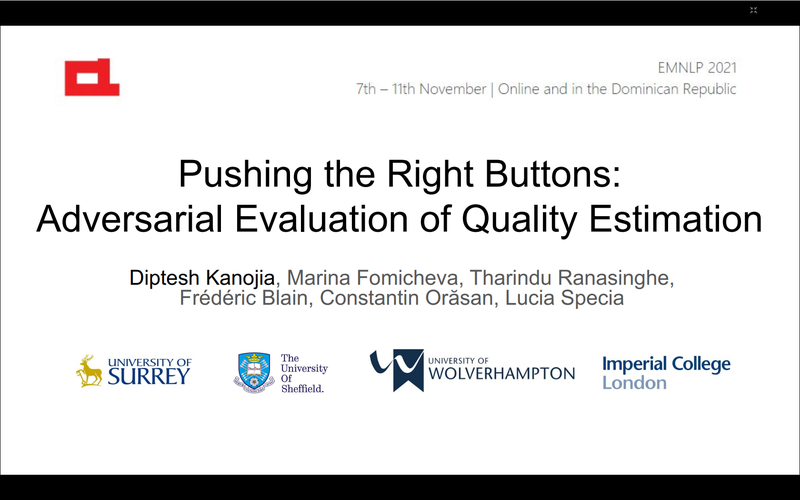 EMNLP 2021
7th – 11th November | Online and in the Dominican Republic
Pushing the Right Buttons:
Adversarial Evaluation of Quality Estimation
Diptesh Kanojia, Marina Fomicheva, Tharindu Ranasinghe,
Frédéric Blain, Constantin Orăsan, Lucia Specia
UNIVERSITY OF
SURREY
The
University
Of
Sheffield.
UNIVERSITY OF
WOLVERHAMPTON
Imperial College
London